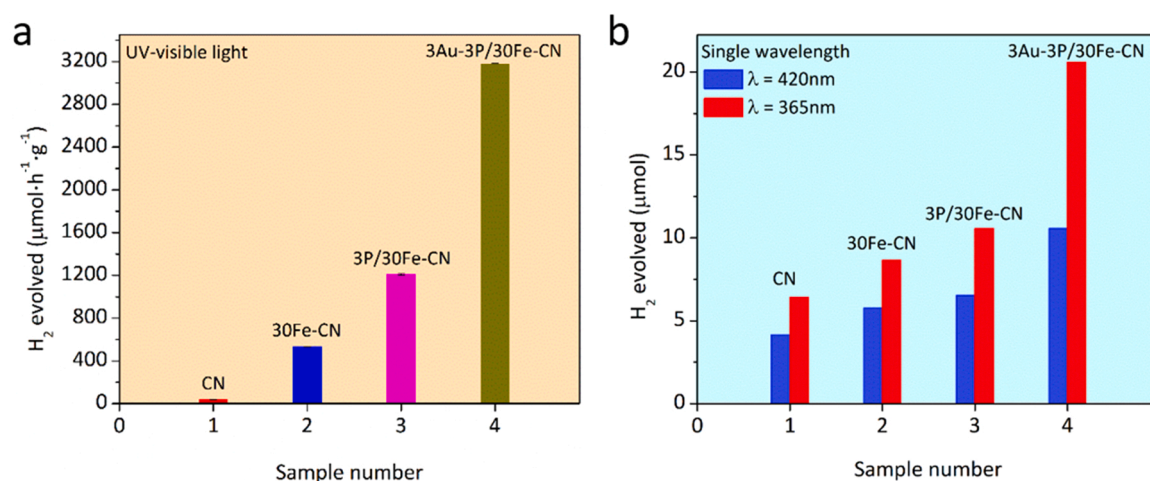 a
UV-visible light
3Au-3P/30Fe-CN
3P/30Fe-CN
30Fe-CN
CN
3200
2800
2400
2000
1600
1200
800
400
0
H₂ evolved (μmol·h⁻¹·g⁻¹)
0 1 2 3 4
Sample number
b
Single wavelength
λ = 420nm
λ = 365nm
3Au-3P/30Fe-CN
3P/30Fe-CN
30Fe-CN
CN
20
15
10
5
0
H₂ evolved (μmol)
0 1 2 3 4
Sample number